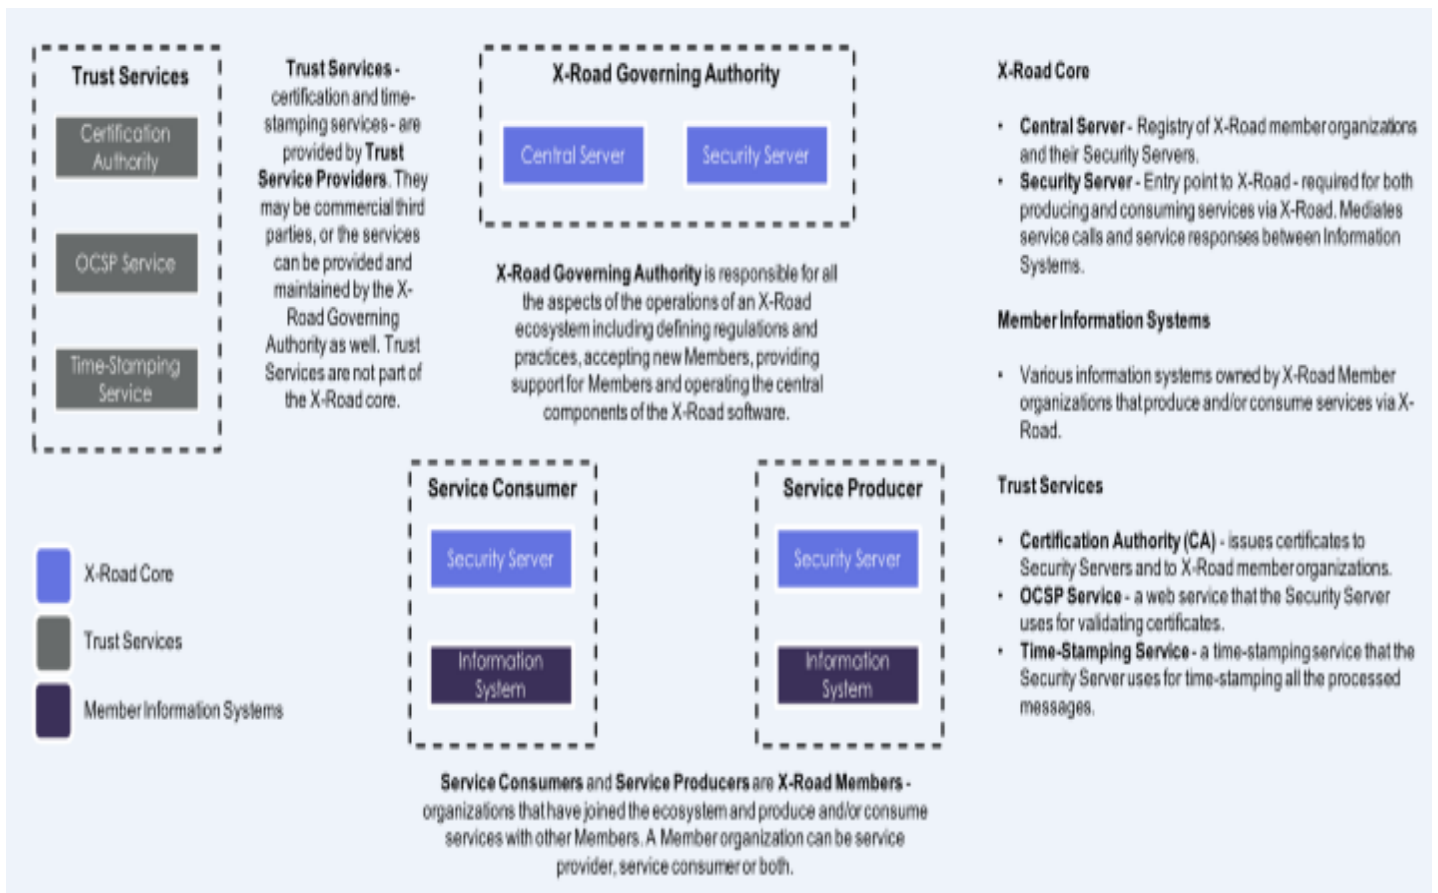 Trust Services
Certification
Authority
OCSP Service
Time-Stamping
Service
Trust Services -
certification and time-
stamping services - are
provided by Trust
Service Providers. They
may be commercial third
parties, or the services
can be provided and
maintained by the X-
Road Governing
Authority as well. Trust
Services are not part of
the X-Road core.
X-Road Governing Authority
Central Server
Security Server
X-Road Governing Authority is responsible for all
the aspects of the operations of an X-Road
ecosystem including defining regulations and
practices, accepting new Members, providing
support for Members and operating the central
components of the X-Road software.
Service Consumer
Security Server
Information
System
Service Producer
Security Server
Information
System
Service Consumers and Service Producers are X-Road Members -
organizations that have joined the ecosystem and produce and/or consume
services with other Members. A Member organization can be service
provider, service consumer or both.
X-Road Core
Trust Services
Member Information Systems
X-Road Core
• Central Server - Registry of X-Road member organizations
and their Security Servers.
• Security Server - Entry point to X-Road - required for both
producing and consuming services via X-Road. Mediates
service calls and service responses between Information
Systems.
Member Information Systems
• Various information systems owned by X-Road Member
organizations that produce and/or consume services via X-
Road.
Trust Services
• Certification Authority (CA) - issues certificates to
Security Servers and to X-Road member organizations.
• OCSP Service - a web service that the Security Server
uses for validating certificates.
• Time-Stamping Service - a time-stamping service that the
Security Server uses for time-stamping all the processed
messages.